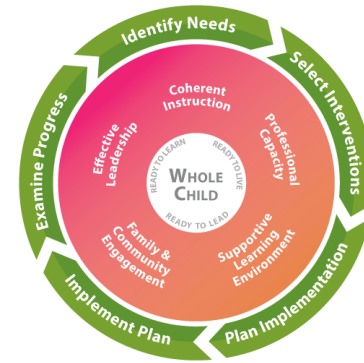 Identify Needs
Select Interventions
Plan Implementation
Implement Plan
Examine Progress
Coherent
Instruction
Professional
Capacity
Supportive
Learning
Environment
Family &
Community
Engagement
Effective
Leadership
READY TO LEARN
READY TO LIVE
READY TO LEAD
WHOLE
CHILD